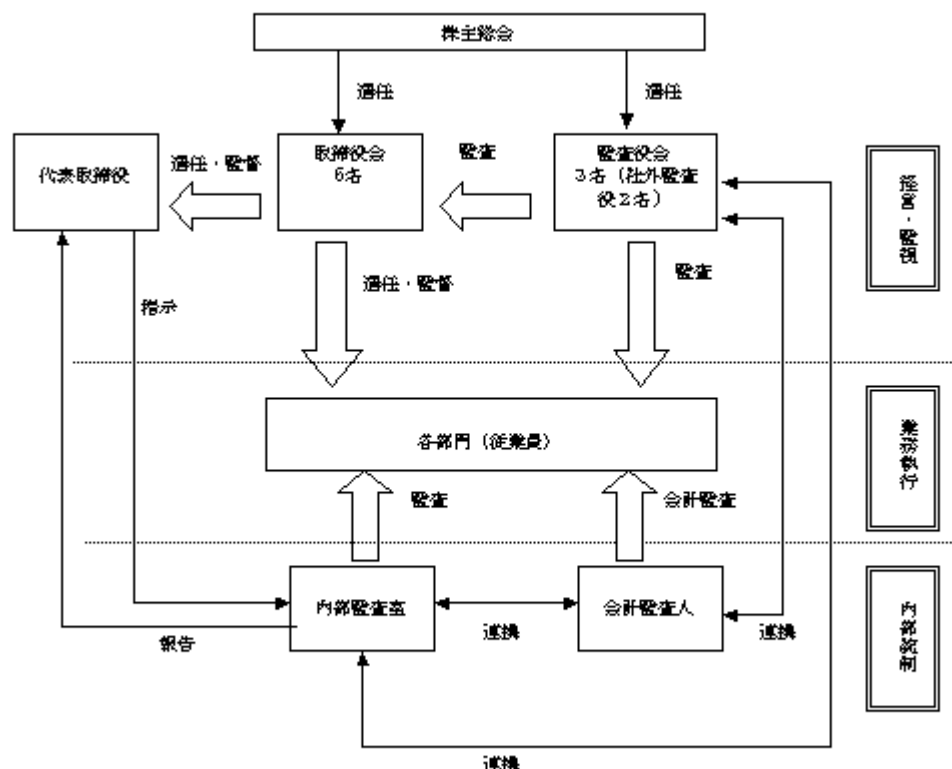 株主総会
選任
選任
代表取締役
選任・監督
取締役会
6名
監査
監査役会
3名（社外監査
役2名）
経営・監視
指示
選任・監督
監査
各部門（従業員）
業務執行
監査
会計監査
内部監査室
連携
会計監査人
連携
報告
連携